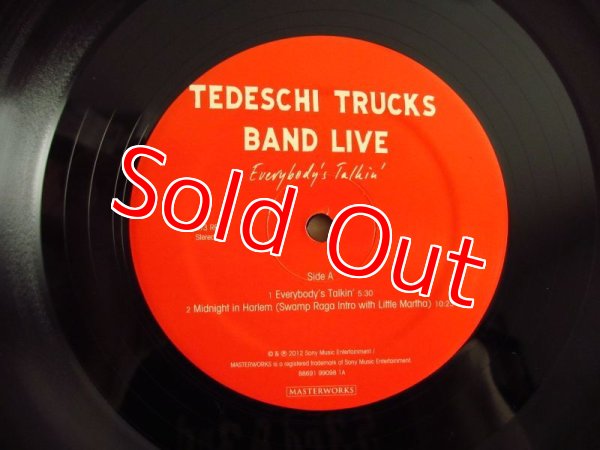 TEDESCHI TRUCKS
BAND LIVE
Everybody's Talkin'
Sold Out
Stereo
Side A
1 Everybody's Talkin' 5:30
2 Midnight in Harlem (Swamp Raga Intro with Little Martha)
© & ℗ 2012 Sony Music Entertainment /
MASTERWORKS is a registered trademark of Sony Music Entertainment.
88691 99098 1A
MASTERWORKS